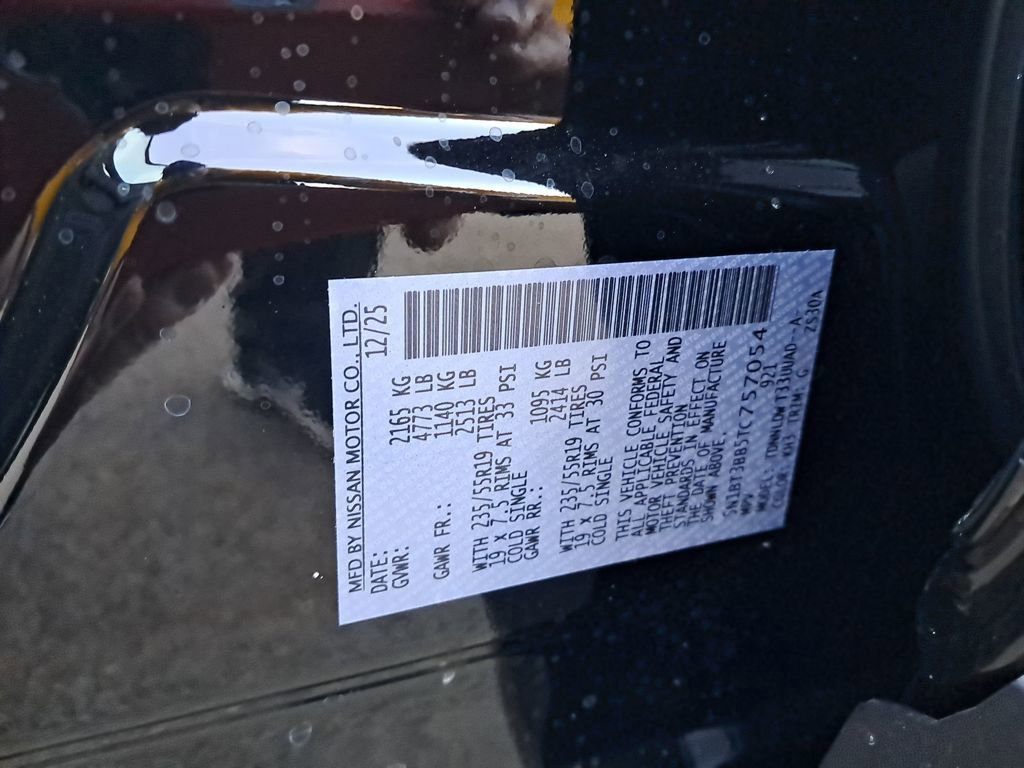 MFD BY NISSAN MOTOR CO., LTD.
DATE: 12/25
GVWR: 2165 KG
4773 LB
GAWR FR.: 1140 KG
2513 LB
WITH 235/55R19 TIRES
19 X 7.5 RIMS AT 33 PSI
COLD SINGLE
GAWR RR.: 1095 KG
2414 LB
WITH 235/55R19 TIRES
19 X 7.5 RIMS AT 30 PSI
COLD SINGLE
THIS VEHICLE CONFORMS TO
ALL APPLICABLE FEDERAL
MOTOR VEHICLE SAFETY AND
THEFT PREVENTION
STANDARDS IN EFFECT ON
THE DATE OF MANUFACTURE
SHOWN ABOVE.
5N1BT3BB5TC757054
MPV 921
MODEL: A-
COLOR: KH3 TRIM: G 7S30A